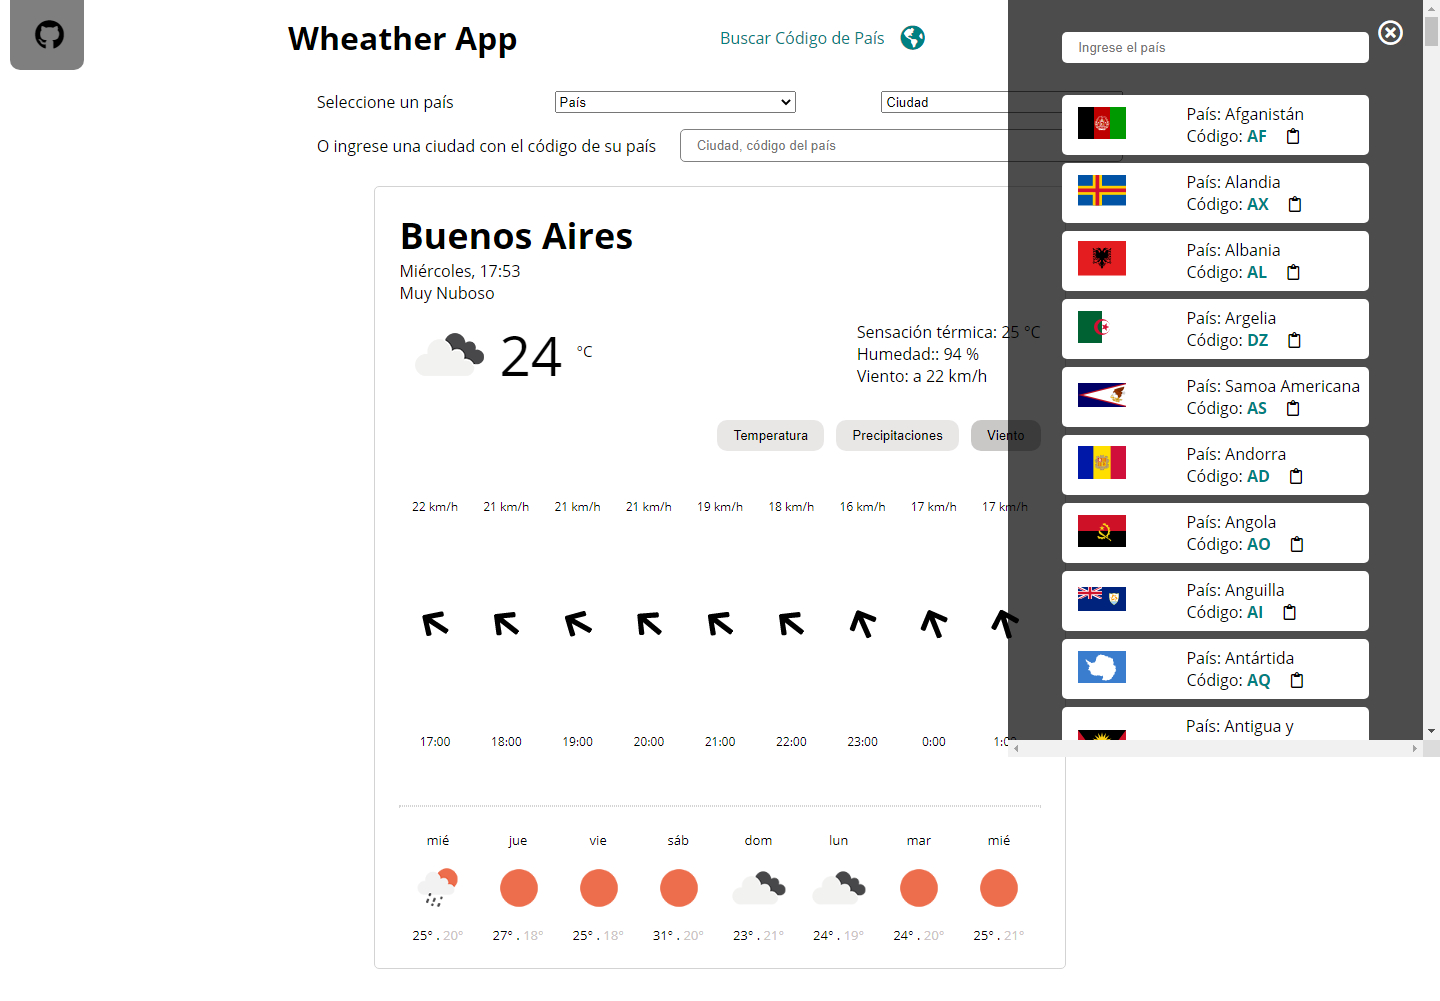 Wheather App
Buscar Código de País
Seleccione un país
País
Ciudad
O ingrese una ciudad con el código de su país
Ciudad, código del país
Buenos Aires
Miércoles, 17:53
Muy Nuboso
24 °C
Sensación térmica: 25 °C
Humedad:: 94 %
Viento: a 22 km/h
Temperatura Precipitaciones Viento
22 km/h 21 km/h 21 km/h 21 km/h 19 km/h 18 km/h 16 km/h 17 km/h 17 km/h
17:00 18:00 19:00 20:00 21:00 22:00 23:00 0:00 1:00
mié jue vie sáb dom lun mar mié
25° . 20° 27° . 18° 25° . 18° 31° . 20° 23° . 21° 24° . 19° 24° . 20° 25° . 21°
Ingrese el país
País: Afganistán
Código: AF
País: Alandia
Código: AX
País: Albania
Código: AL
País: Argelia
Código: DZ
País: Samoa Americana
Código: AS
País: Andorra
Código: AD
País: Angola
Código: AO
País: Anguilla
Código: AI
País: Antártida
Código: AQ
País: Antigua y